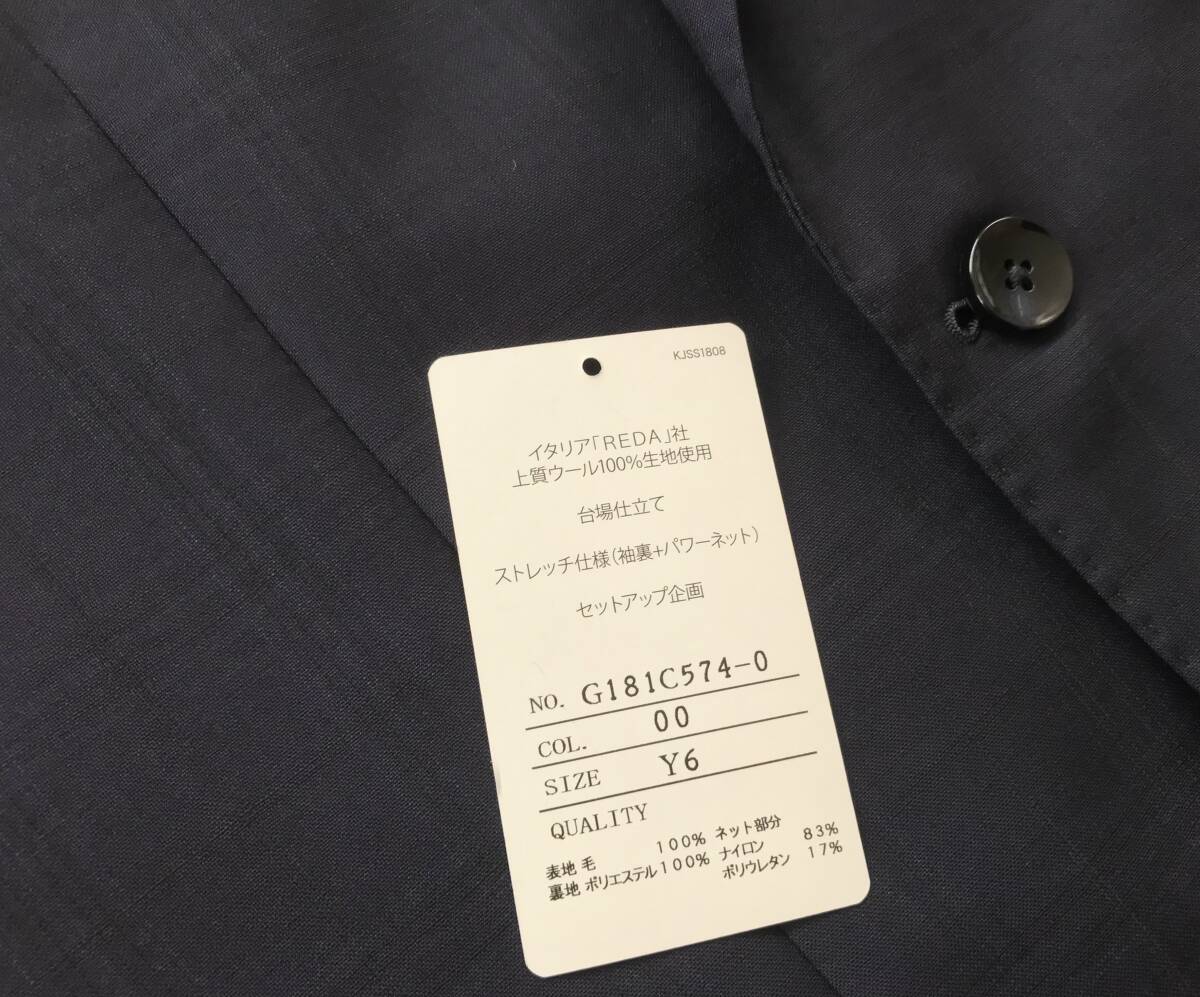 KJSS1808
イタリア「REDA」社
上質ウール100%生地使用
台場仕立て
ストレッチ仕様(袖裏+パワーネット)
セットアップ企画
NO. G181C574-0
COL. 00
SIZE Y6
QUALITY
表地 毛 100% ネット部分
裏地 ポリエステル100% ナイロン 83%
ポリウレタン 17%